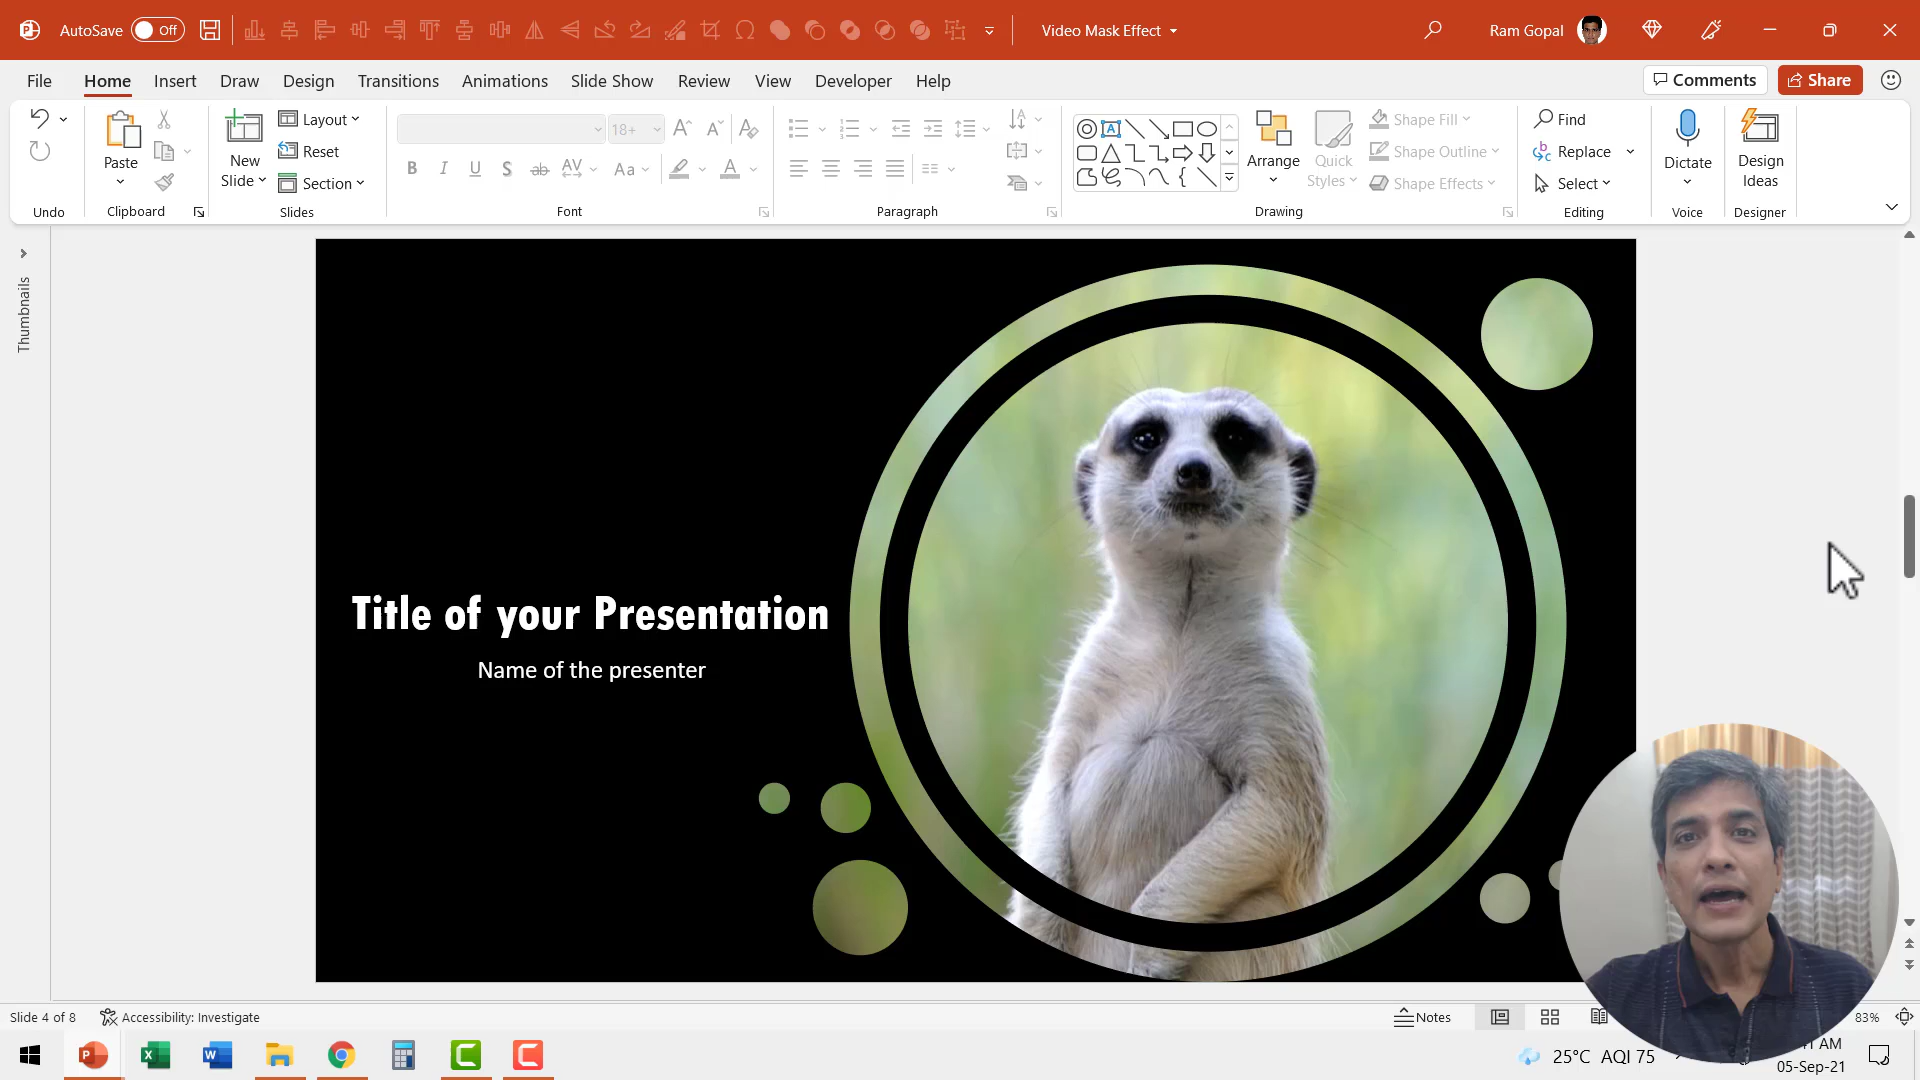 AutoSave Off Video Mask Effect Ram Gopal
File Home Insert Draw Design Transitions Animations Slide Show Review View Developer Help Comments Share
Paste
Clipboard
Undo
New
Slide
Layout
Reset
Section
Slides
18+
Aa
Font
Paragraph
Arrange
Quick
Styles
Shape Fill
Shape Outline
Shape Effects
Drawing
Find
Replace
Select
Editing
Dictate
Voice
Design
Ideas
Designer
Thumbnails
Title of your Presentation
Name of the presenter
Slide 4 of 8 Accessibility: Investigate Notes 83%
25°C AQI 75 AM
05-Sep-21